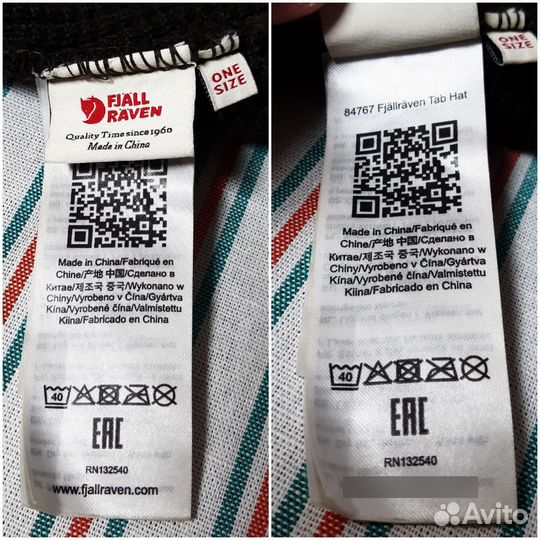 FJÄLL
RÄVEN
Quality Time since 1960
Made in China
ONE
SIZE
Made in China/Fabriqué en
Chine/产地 中国/Сделано в
Китае/제조국 중국/Wykonano w
Chiny/Vyrobeno v Čína/Gyártva
Kína/Vyrobené čína/Valmistettu
Kiina/Fabricado en China
40
EAC
RN132540
www.fjallraven.com
ONE
SIZE
84767 Fjällräven Tab Hat
Made in China/Fabriqué en
Chine/产地 中国/Сделано в
Китае/제조국 중국/Wykonano w
Chiny/Vyrobeno v Čína/Gyártva
Kína/Vyrobené čína/Valmistettu
Kiina/Fabricado en China
40
EAC
RN132540
Avito